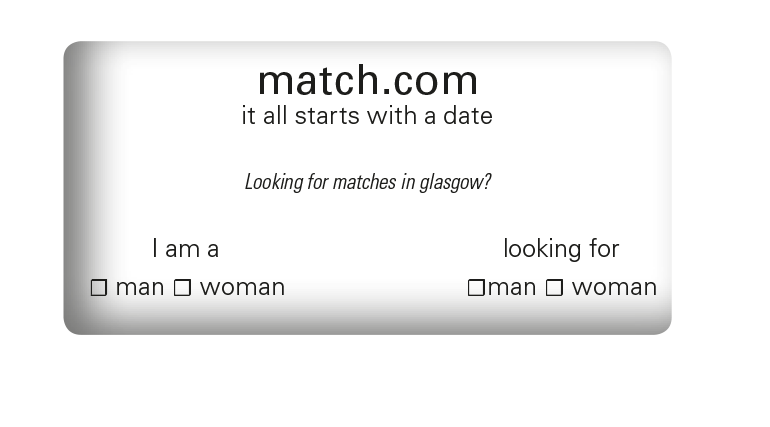 match.com
it all starts with a date
Looking for matches in glasgow?
I am a
looking for
❒ man ❒ woman
❒man ❒ woman